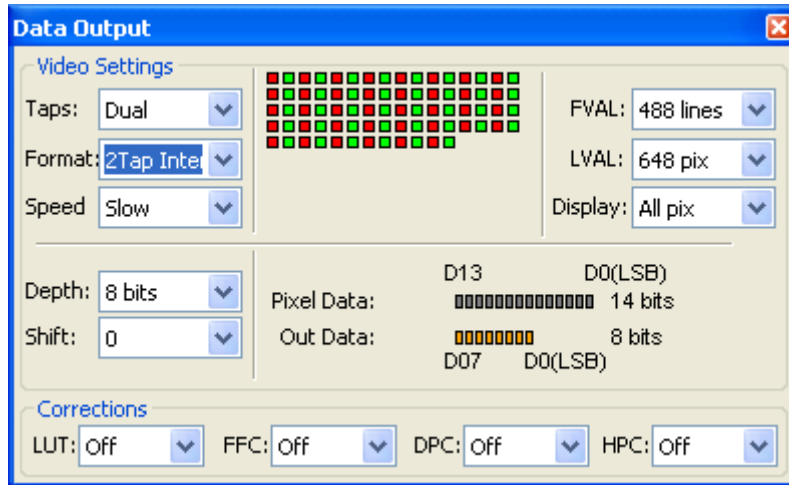 Data Output
Video Settings
Taps: Dual
Format: 2Tap Inte
Speed Slow
FVAL: 488 lines
LVAL: 648 pix
Display: All pix
Depth: 8 bits
Shift: 0
D13 D0(LSB)
Pixel Data: 14 bits
Out Data: 8 bits
D07 D0(LSB)
Corrections
LUT: Off FFC: Off DPC: Off HPC: Off